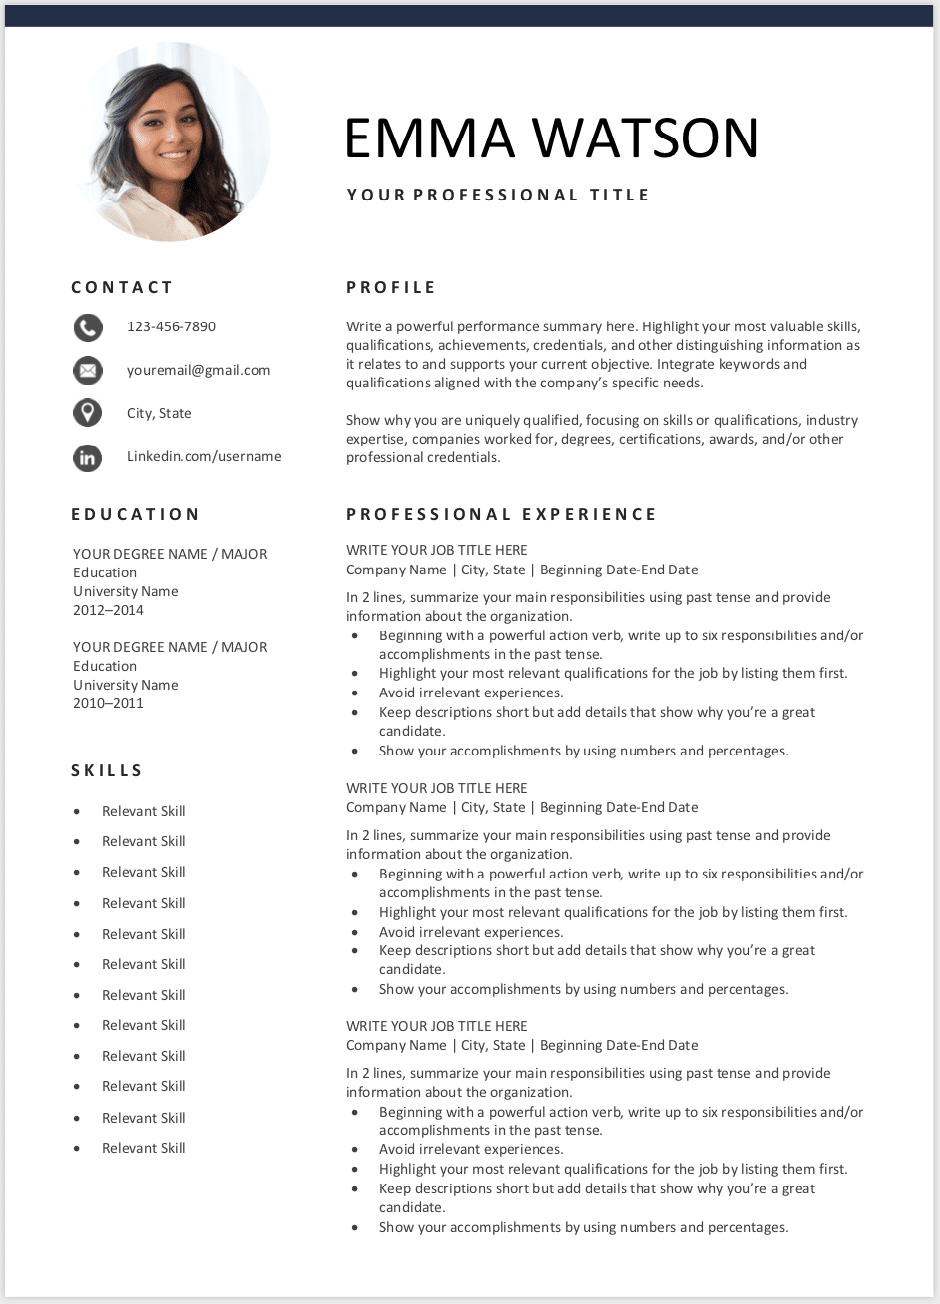 EMMA WATSON
YOUR PROFESSIONAL TITLE
CONTACT
123-456-7890
youremail@gmail.com
City, State
in
Linkedin.com/username
EDUCATION
YOUR DEGREE NAME / MAJOR
Education
University Name
2012–2014
YOUR DEGREE NAME / MAJOR
Education
University Name
2010–2011
SKILLS
• Relevant Skill
• Relevant Skill
• Relevant Skill
• Relevant Skill
• Relevant Skill
• Relevant Skill
• Relevant Skill
• Relevant Skill
• Relevant Skill
• Relevant Skill
• Relevant Skill
• Relevant Skill
PROFILE
Write a powerful performance summary here. Highlight your most valuable skills,
qualifications, achievements, credentials, and other distinguishing information as
it relates to and supports your current objective. Integrate keywords and
qualifications aligned with the company’s specific needs.
Show why you are uniquely qualified, focusing on skills or qualifications, industry
expertise, companies worked for, degrees, certifications, awards, and/or other
professional credentials.
PROFESSIONAL EXPERIENCE
WRITE YOUR JOB TITLE HERE
Company Name | City, State | Beginning Date-End Date
In 2 lines, summarize your main responsibilities using past tense and provide
information about the organization.
• Beginning with a powerful action verb, write up to six responsibilities and/or
accomplishments in the past tense.
• Highlight your most relevant qualifications for the job by listing them first.
• Avoid irrelevant experiences.
• Keep descriptions short but add details that show why you’re a great
candidate.
• Show your accomplishments by using numbers and percentages.
WRITE YOUR JOB TITLE HERE
Company Name | City, State | Beginning Date-End Date
In 2 lines, summarize your main responsibilities using past tense and provide
information about the organization.
• Beginning with a powerful action verb, write up to six responsibilities and/or
accomplishments in the past tense.
• Highlight your most relevant qualifications for the job by listing them first.
• Avoid irrelevant experiences.
• Keep descriptions short but add details that show why you’re a great
candidate.
• Show your accomplishments by using numbers and percentages.
WRITE YOUR JOB TITLE HERE
Company Name | City, State | Beginning Date-End Date
In 2 lines, summarize your main responsibilities using past tense and provide
information about the organization.
• Beginning with a powerful action verb, write up to six responsibilities and/or
accomplishments in the past tense.
• Avoid irrelevant experiences.
• Highlight your most relevant qualifications for the job by listing them first.
• Keep descriptions short but add details that show why you’re a great
candidate.
• Show your accomplishments by using numbers and percentages.